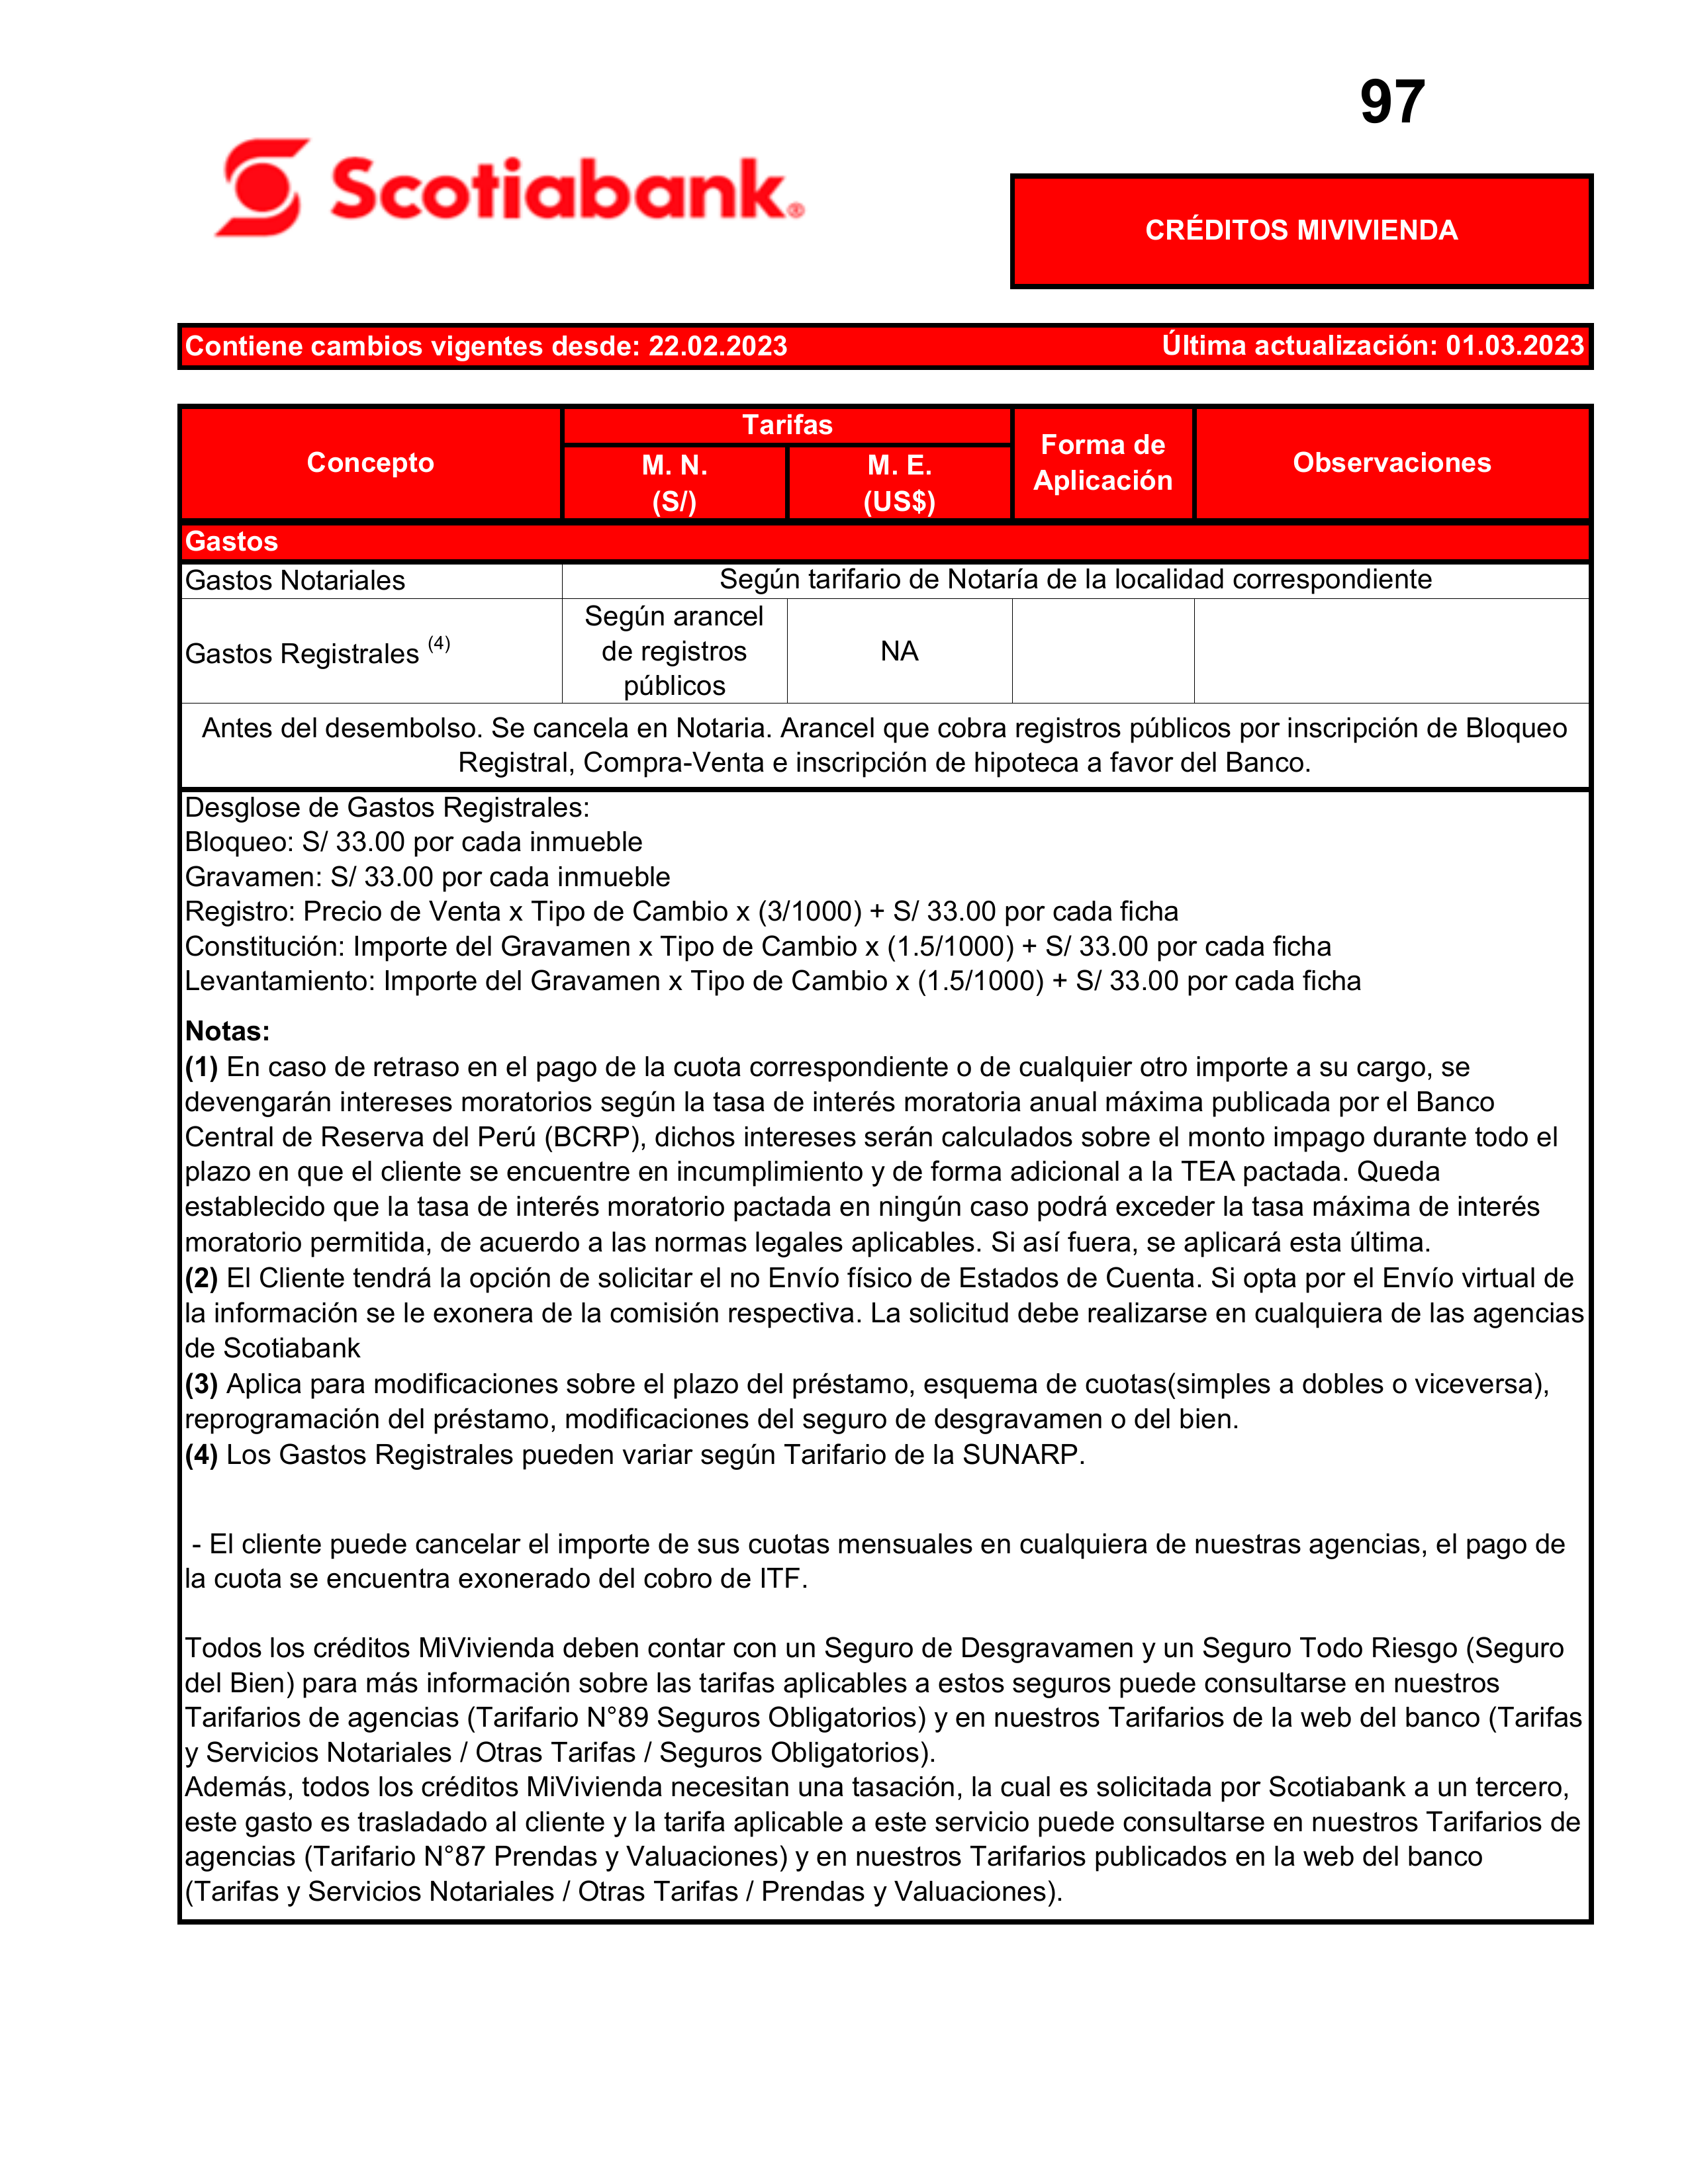 97
Scotiabank®
CRÉDITOS MIVIVIENDA
Contiene cambios vigentes desde: 22.02.2023 Última actualización: 01.03.2023
Concepto
Tarifas
M. N.
(S/)
M. E.
(US$)
Forma de
Aplicación
Observaciones
Gastos
Gastos Notariales
Según tarifario de Notaría de la localidad correspondiente
Gastos Registrales (4)
Según arancel
de registros
públicos
NA
Antes del desembolso. Se cancela en Notaria. Arancel que cobra registros públicos por inscripción de Bloqueo
Registral, Compra-Venta e inscripción de hipoteca a favor del Banco.
Desglose de Gastos Registrales:
Bloqueo: S/ 33.00 por cada inmueble
Gravamen: S/ 33.00 por cada inmueble
Registro: Precio de Venta x Tipo de Cambio x (3/1000) + S/ 33.00 por cada ficha
Constitución: Importe del Gravamen x Tipo de Cambio x (1.5/1000) + S/ 33.00 por cada ficha
Levantamiento: Importe del Gravamen x Tipo de Cambio x (1.5/1000) + S/ 33.00 por cada ficha
Notas:
(1) En caso de retraso en el pago de la cuota correspondiente o de cualquier otro importe a su cargo, se
devengarán intereses moratorios según la tasa de interés moratoria anual máxima publicada por el Banco
Central de Reserva del Perú (BCRP), dichos intereses serán calculados sobre el monto impago durante todo el
plazo en que el cliente se encuentre en incumplimiento y de forma adicional a la TEA pactada. Queda
establecido que la tasa de interés moratorio pactada en ningún caso podrá exceder la tasa máxima de interés
moratorio permitida, de acuerdo a las normas legales aplicables. Si así fuera, se aplicará esta última.
(2) El Cliente tendrá la opción de solicitar el no Envío físico de Estados de Cuenta. Si opta por el Envío virtual de
la información se le exonera de la comisión respectiva. La solicitud debe realizarse en cualquiera de las agencias
de Scotiabank
(3) Aplica para modificaciones sobre el plazo del préstamo, esquema de cuotas(simples a dobles o viceversa),
reprogramación del préstamo, modificaciones del seguro de desgravamen o del bien.
(4) Los Gastos Registrales pueden variar según Tarifario de la SUNARP.
- El cliente puede cancelar el importe de sus cuotas mensuales en cualquiera de nuestras agencias, el pago de
la cuota se encuentra exonerado del cobro de ITF.
Todos los créditos MiVivienda deben contar con un Seguro de Desgravamen y un Seguro Todo Riesgo (Seguro
del Bien) para más información sobre las tarifas aplicables a estos seguros puede consultarse en nuestros
Tarifarios de agencias (Tarifario N°89 Seguros Obligatorios) y en nuestros Tarifarios de la web del banco (Tarifas
y Servicios Notariales / Otras Tarifas / Seguros Obligatorios).
Además, todos los créditos MiVivienda necesitan una tasación, la cual es solicitada por Scotiabank a un tercero,
este gasto es trasladado al cliente y la tarifa aplicable a este servicio puede consultarse en nuestros Tarifarios de
agencias (Tarifario N°87 Prendas y Valuaciones) y en nuestros Tarifarios publicados en la web del banco
(Tarifas y Servicios Notariales / Otras Tarifas / Prendas y Valuaciones).